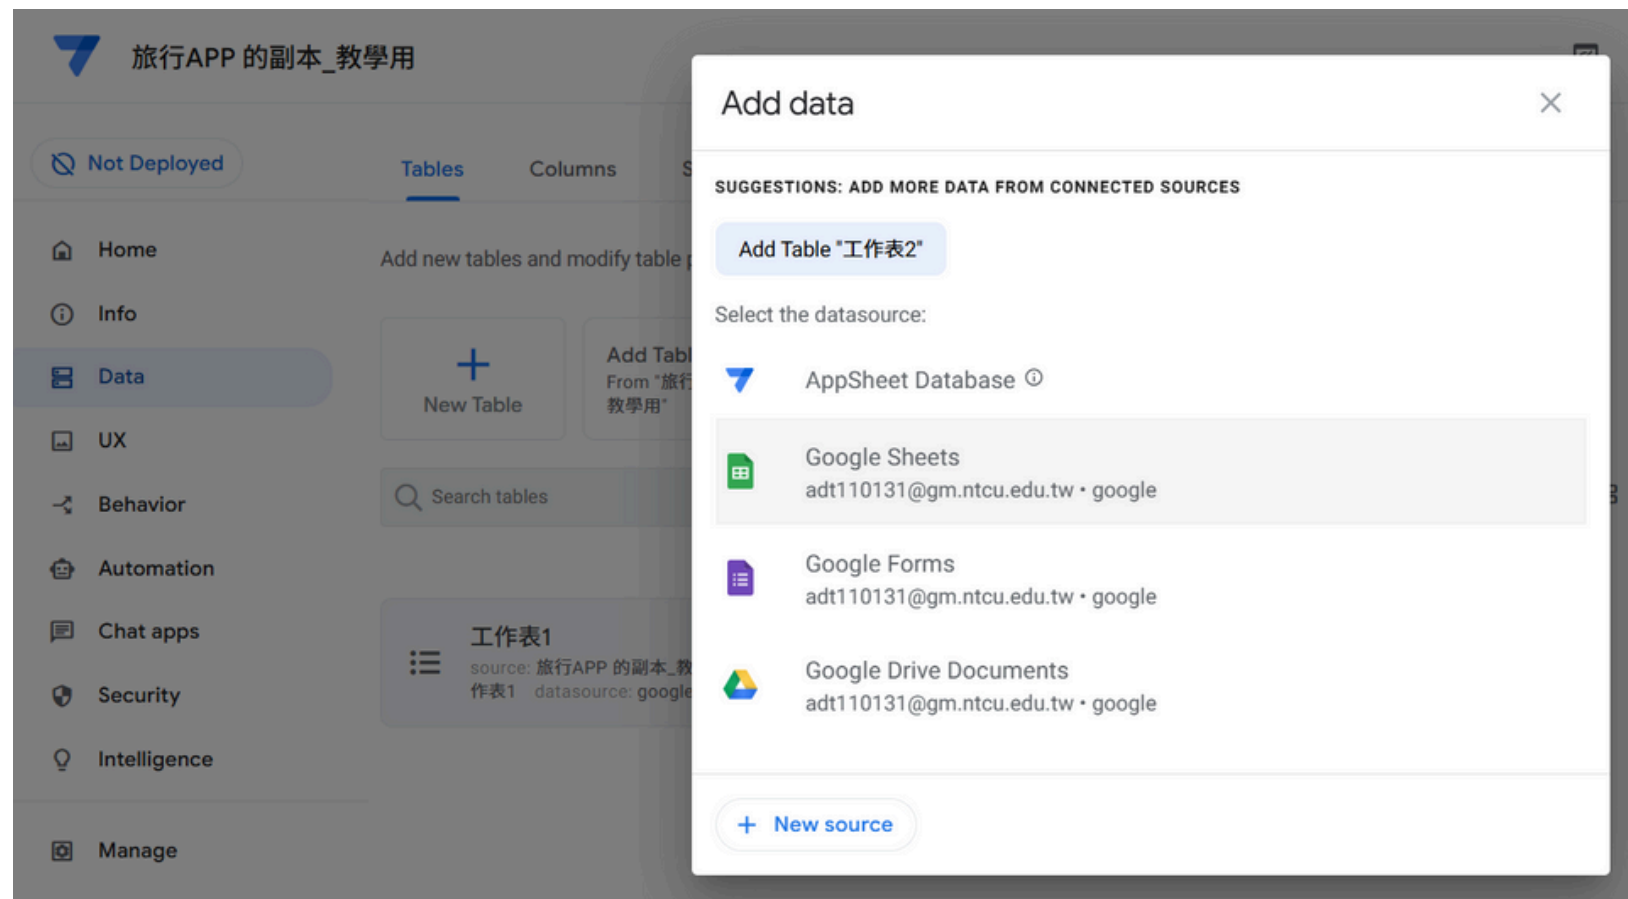 旅行APP 的副本_教學用
Not Deployed
Home
Info
Data
UX
Behavior
Automation
Chat apps
Security
Intelligence
Manage
Tables
Columns
S
Add new tables and modify table p
New Table
Add Tabl
From "旅行
教學用"
Search tables
工作表1
source: 旅行APP 的副本_教
作表1 datasource: google
Add data
SUGGESTIONS: ADD MORE DATA FROM CONNECTED SOURCES
Add Table "工作表2"
Select the datasource:
AppSheet Database
Google Sheets
adt110131@gm.ntcu.edu.tw • google
Google Forms
adt110131@gm.ntcu.edu.tw • google
Google Drive Documents
adt110131@gm.ntcu.edu.tw • google
+ New source